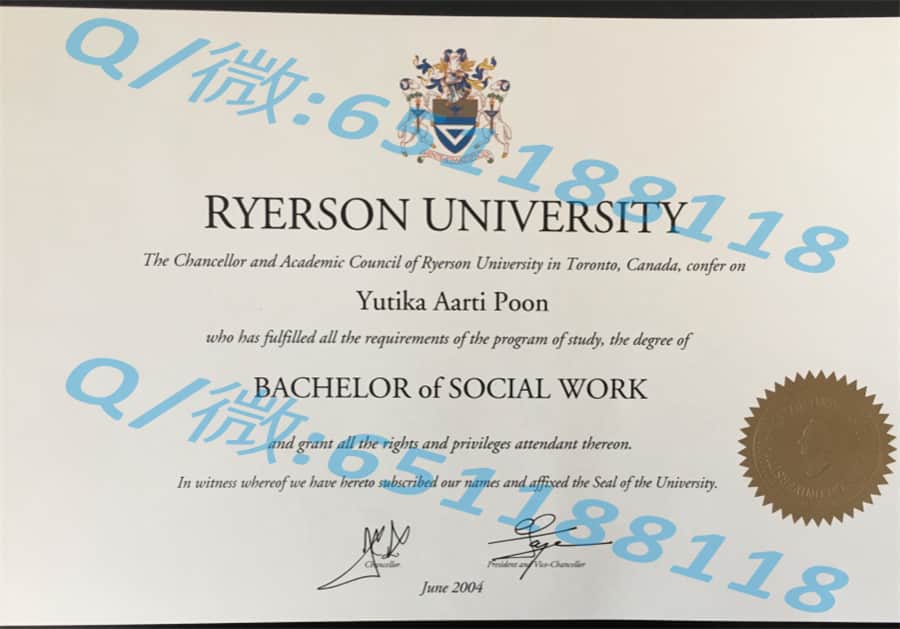 Q/微:651188118
RYERSON UNIVERSITY
The Chancellor and Academic Council of Ryerson University in Toronto, Canada, confer on
Yutika Aarti Poon
who has fulfilled all the requirements of the program of study, the degree of
BACHELOR of SOCIAL WORK
Q/微:651188118
and grant all the rights and privileges attendant thereon.
In witness whereof we have hereto subscribed our names and affixed the Seal of the University.
Chancellor
President and Vice-Chancellor
June 2004